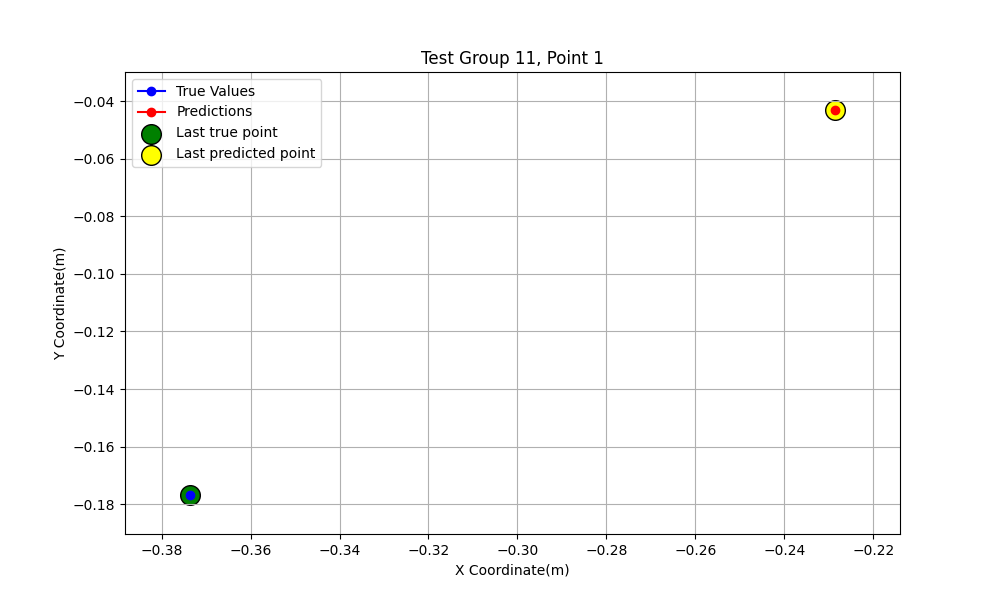 Test Group 11, Point 1
True Values
Predictions
Last true point
Last predicted point
Y Coordinate(m)
−0.04
−0.06
−0.08
−0.10
−0.12
−0.14
−0.16
−0.18
−0.38 −0.36 −0.34 −0.32 −0.30 −0.28 −0.26 −0.24 −0.22
X Coordinate(m)